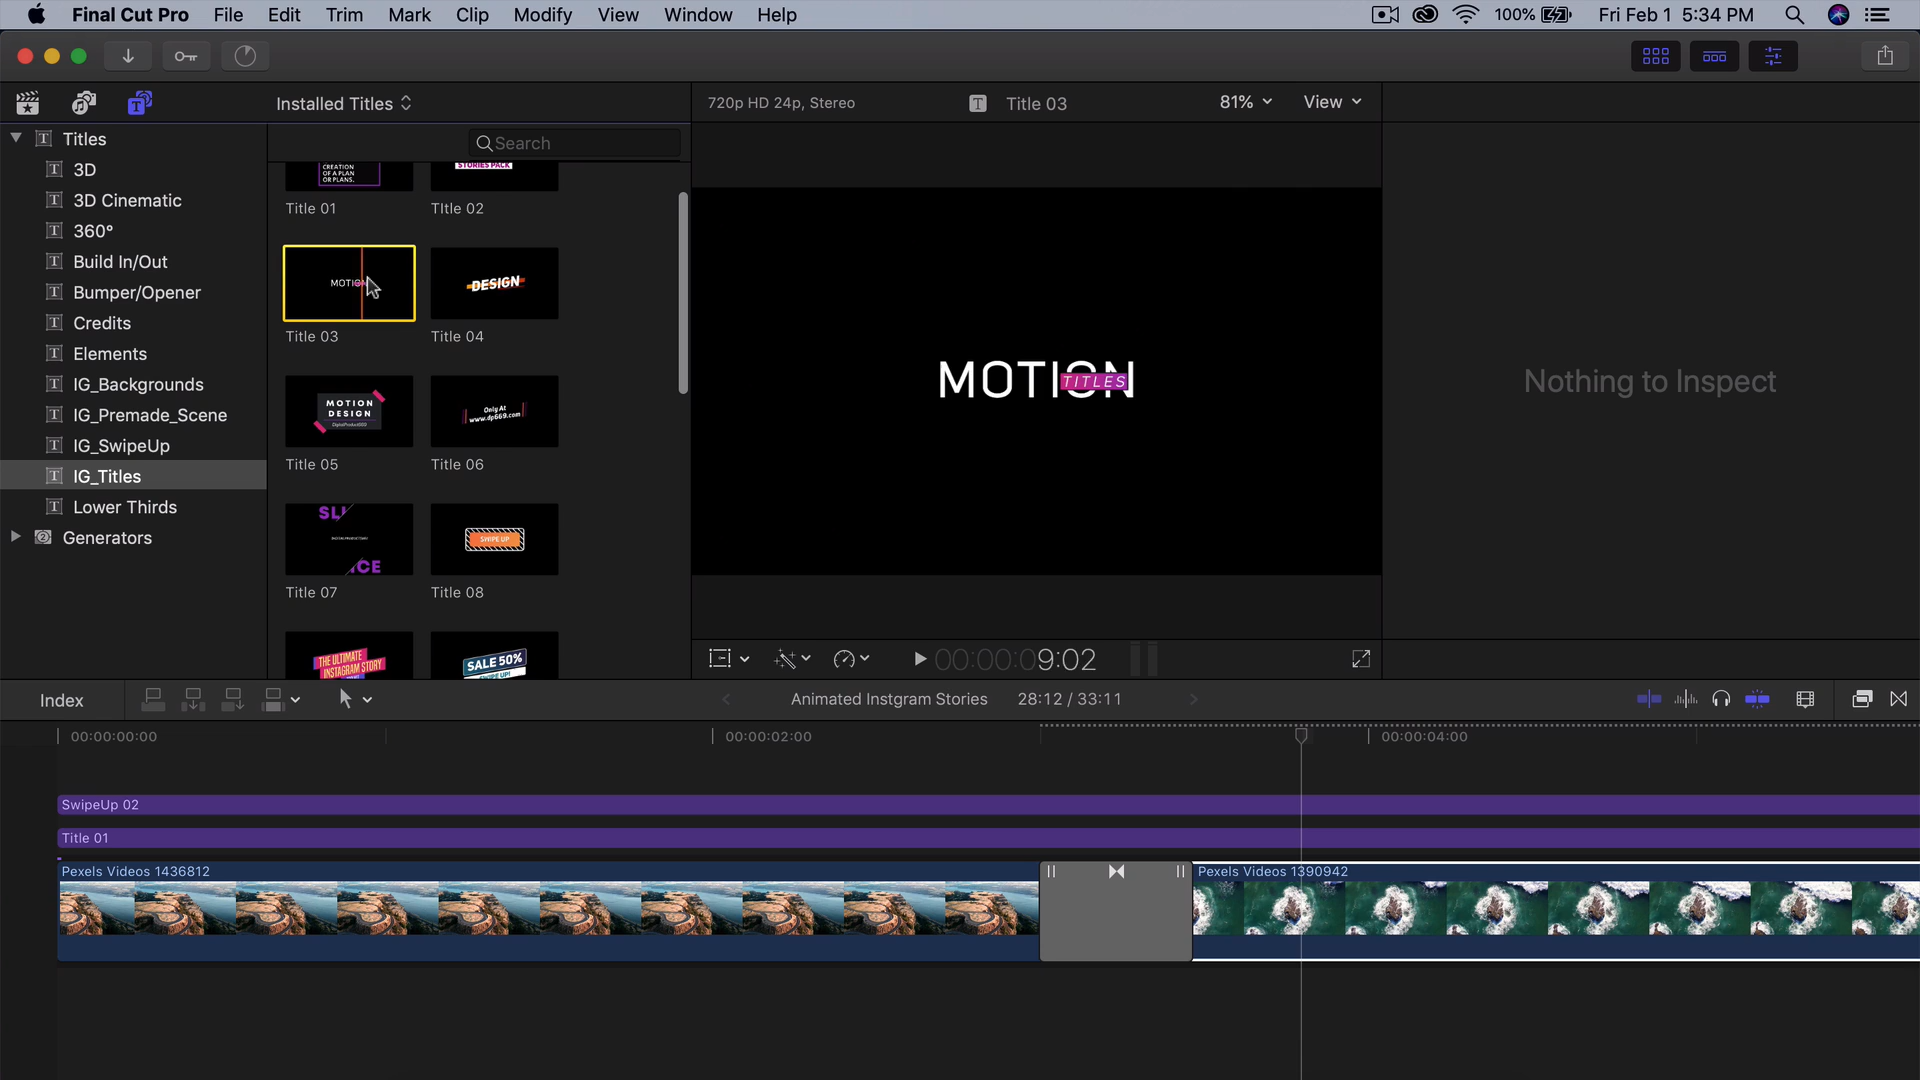 Final Cut Pro File Edit Trim Mark Clip Modify View Window Help
100% Fri Feb 1 5:34 PM
Installed Titles
720p HD 24p, Stereo
Title 03
81%
View
Search
Titles
3D
3D Cinematic
360°
Build In/Out
Bumper/Opener
Credits
Elements
IG_Backgrounds
IG_Premade_Scene
IG_SwipeUp
IG_Titles
Lower Thirds
Generators
CREATION
OF A PLAN
OR PLANS.
STORIES PACK
Title 01
Title 02
MOTION
DESIGN
Title 03
Title 04
MOTION
DESIGN
DigitalProduct669
Only At
www.dp669.com
Title 05
Title 06
SLI
ICE
SWIPE UP
Title 07
Title 08
THE ULTIMATE
INSTAGRAM STORY
SALE 50%
SWIPE UP!
MOTION
TITLES
Nothing to Inspect
00:00:00:09:02
Index
Animated Instgram Stories
28:12 / 33:11
00:00:00:00
00:00:02:00
00:00:04:00
SwipeUp 02
Title 01
Pexels Videos 1436812
Pexels Videos 1390942